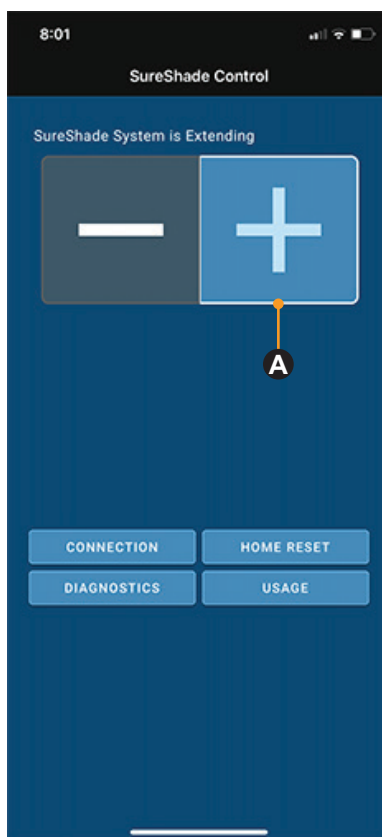 8:01
SureShade Control
SureShade System is Extending
A
CONNECTION HOME RESET
DIAGNOSTICS USAGE